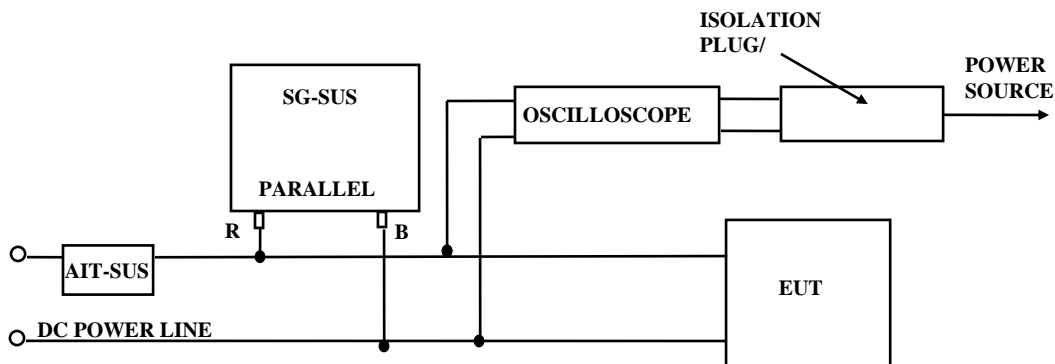 ISOLATION
PLUG/
POWER
SOURCE
SG-SUS
OSCILLOSCOPE
PARALLEL
R
B
AIT-SUS
EUT
DC POWER LINE